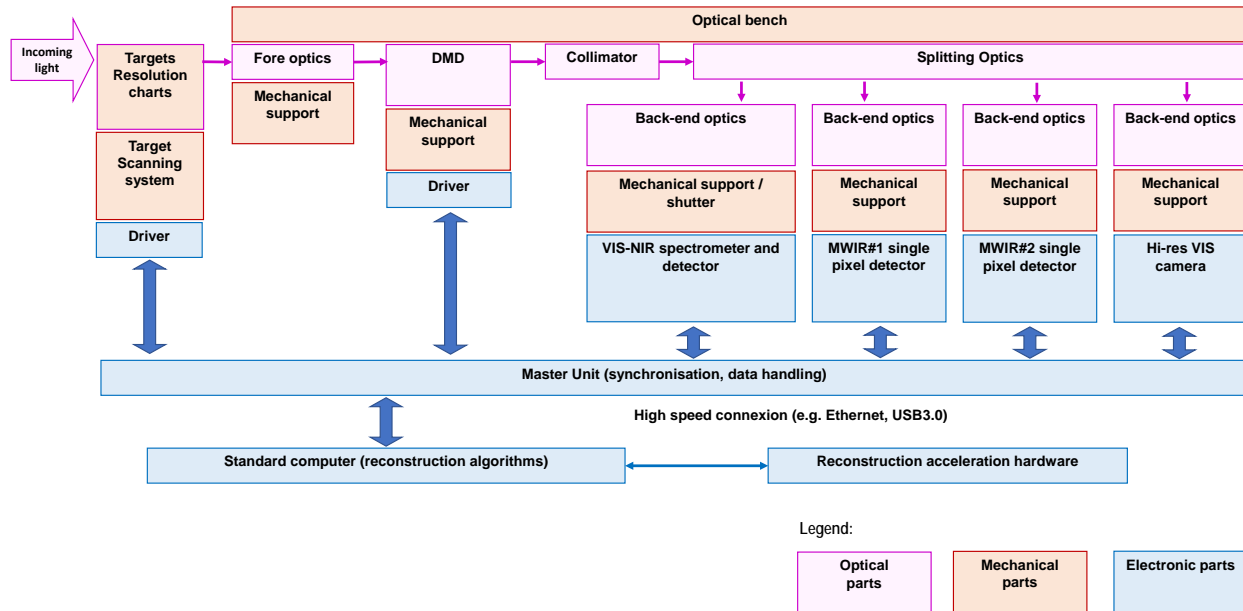 Optical bench
Incoming
light
Targets
Resolution
charts
Fore optics
DMD
Collimator
Splitting Optics
Mechanical
support
Mechanical
support
Target
Scanning
system
Driver
Driver
Back-end optics
Back-end optics
Back-end optics
Back-end optics
Mechanical support /
shutter
Mechanical
support
Mechanical
support
Mechanical
support
VIS-NIR spectrometer and
detector
MWIR#1 single
pixel detector
MWIR#2 single
pixel detector
Hi-res VIS
camera
Master Unit (synchronisation, data handling)
High speed connexion (e.g. Ethernet, USB3.0)
Standard computer (reconstruction algorithms)
Reconstruction acceleration hardware
Legend:
Optical
parts
Mechanical
parts
Electronic parts